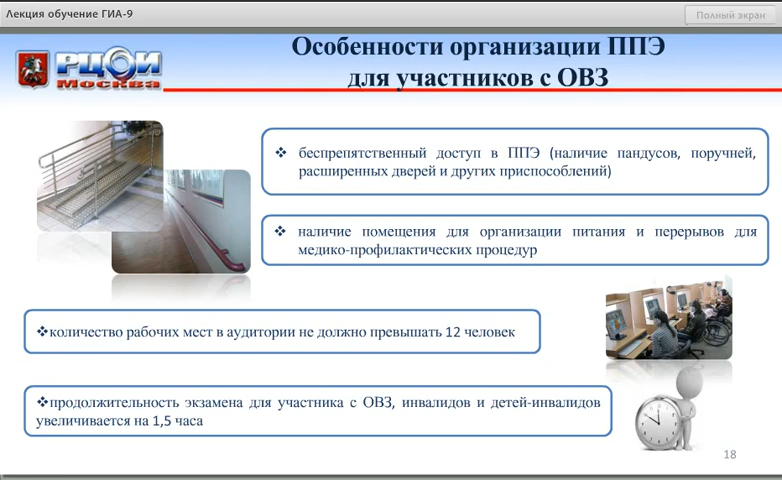 Лекция обучение ГИА-9
Полный экран
РЦОИ
Москва
Особенности организации ППЭ
для участников с ОВЗ
❖ беспрепятственный доступ в ППЭ (наличие пандусов, поручней,
расширенных дверей и других приспособлений)
❖ наличие помещения для организации питания и перерывов для
медико-профилактических процедур
❖количество рабочих мест в аудитории не должно превышать 12 человек
❖продолжительность экзамена для участника с ОВЗ, инвалидов и детей-инвалидов
увеличивается на 1,5 часа
18